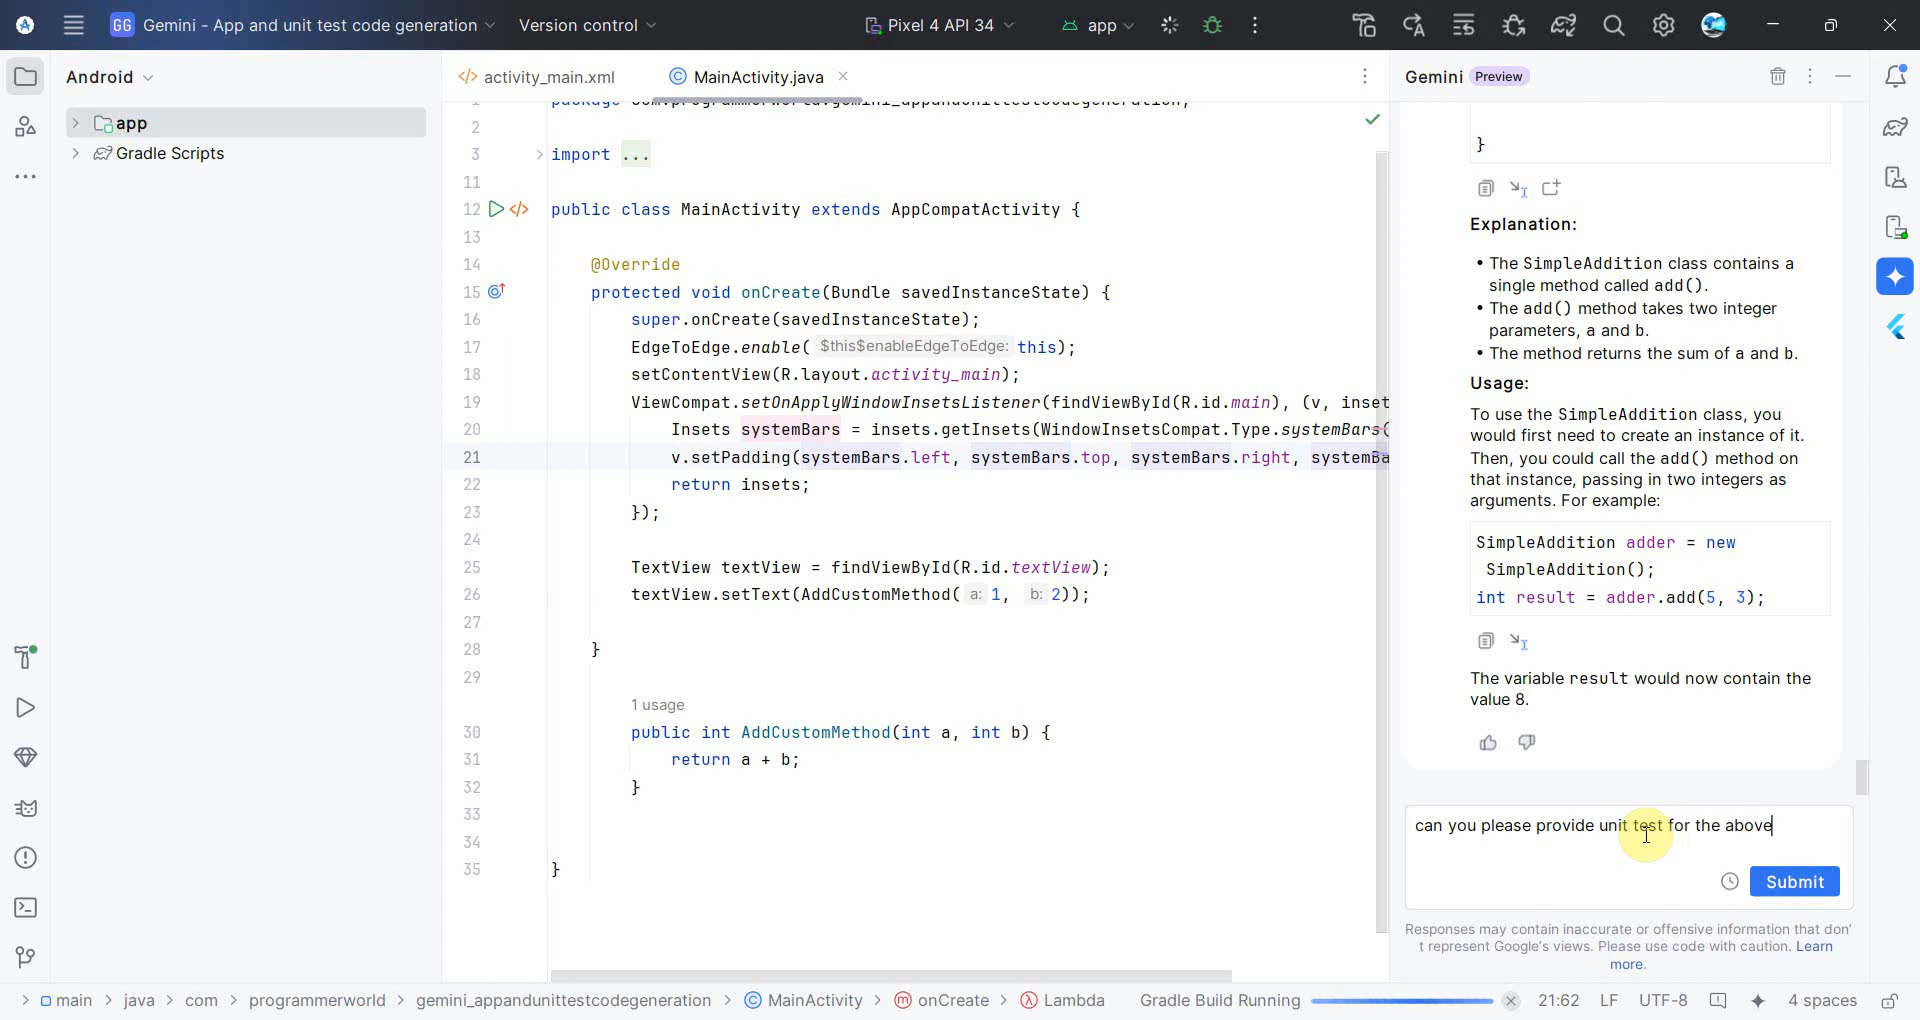 GG Gemini - App and unit test code generation Version control Pixel 4 API 34 app
Android
app
Gradle Scripts
activity_main.xml MainActivity.java
2
3 import ...
11
12 public class MainActivity extends AppCompatActivity {
13
14 @Override
15 protected void onCreate(Bundle savedInstanceState) {
16 super.onCreate(savedInstanceState);
17 EdgeToEdge.enable( $this$enableEdgeToEdge: this);
18 setContentView(R.layout.activity_main);
19 ViewCompat.setOnApplyWindowInsetsListener(findViewById(R.id.main), (v, inset
20 Insets systemBars = insets.getInsets(WindowInsetsCompat.Type.systemBars(
21 v.setPadding(systemBars.left, systemBars.top, systemBars.right, systemBa
22 return insets;
23 });
24
25 TextView textView = findViewById(R.id.textView);
26 textView.setText(AddCustomMethod( a: 1, b: 2));
27
28 }
29
1 usage
30 public int AddCustomMethod(int a, int b) {
31 return a + b;
32 }
33
34
35 }
Gemini Preview
}
Explanation:
• The SimpleAddition class contains a
single method called add().
• The add() method takes two integer
parameters, a and b.
• The method returns the sum of a and b.
Usage:
To use the SimpleAddition class, you
would first need to create an instance of it.
Then, you could call the add() method on
that instance, passing in two integers as
arguments. For example:
SimpleAddition adder = new
SimpleAddition();
int result = adder.add(5, 3);
The variable result would now contain the
value 8.
can you please provide unit test for the above
Submit
Responses may contain inaccurate or offensive information that don'
t represent Google's views. Please use code with caution. Learn
more.
main > java > com > programmerworld > gemini_appandunittestcodegeneration > MainActivity > onCreate > Lambda Gradle Build Running 21:62 LF UTF-8 4 spaces